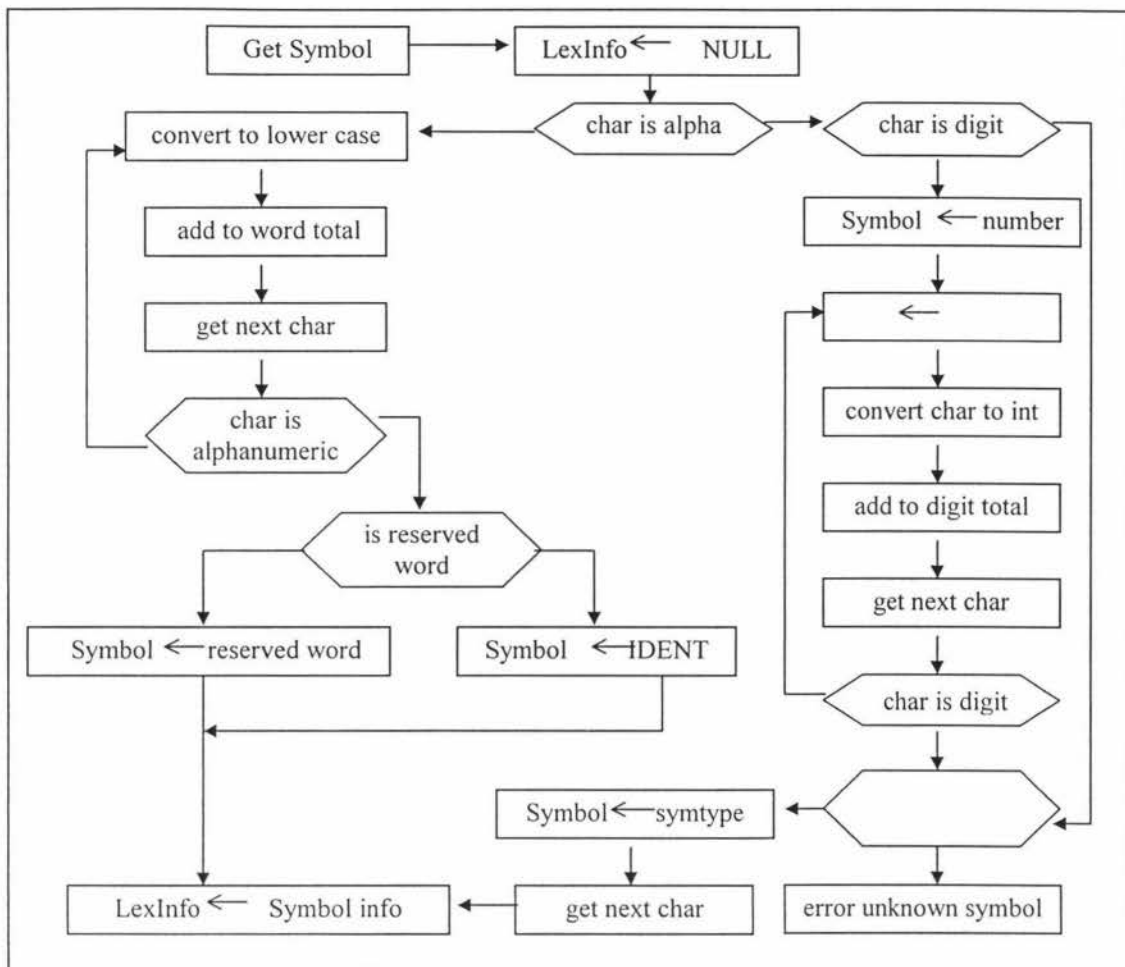 Get Symbol
LexInfo ← NULL
char is alpha
char is digit
convert to lower case
add to word total
Symbol ← number
get next char
←
convert char to int
char is
alphanumeric
add to digit total
is reserved
word
get next char
Symbol ← reserved word
Symbol ← IDENT
char is digit
Symbol ← symtype
LexInfo ← Symbol info
get next char
error unknown symbol